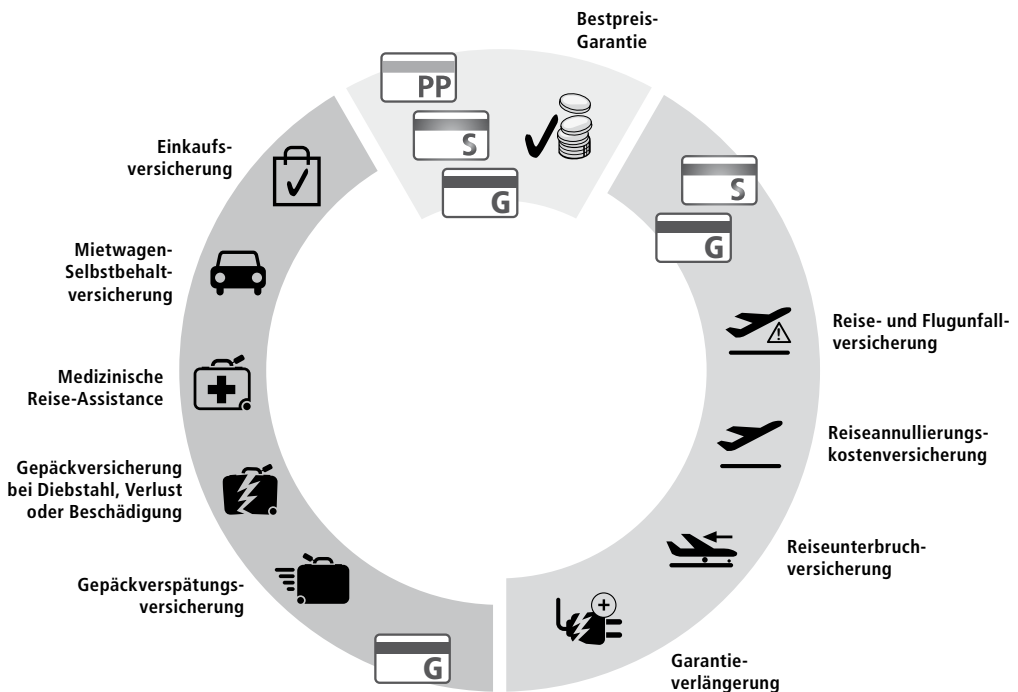 Bestpreis-
Garantie
PP
S
G
S
G
Reise- und Flugunfall-
versicherung
Reiseannullierungs-
kostenversicherung
Reiseunterbruch-
versicherung
Garantie-
verlängerung
Einkaufs-
versicherung
Mietwagen-
Selbstbehalt-
versicherung
Medizinische
Reise-Assistance
Gepäckversicherung
bei Diebstahl, Verlust
oder Beschädigung
Gepäckverspätungs-
versicherung
G